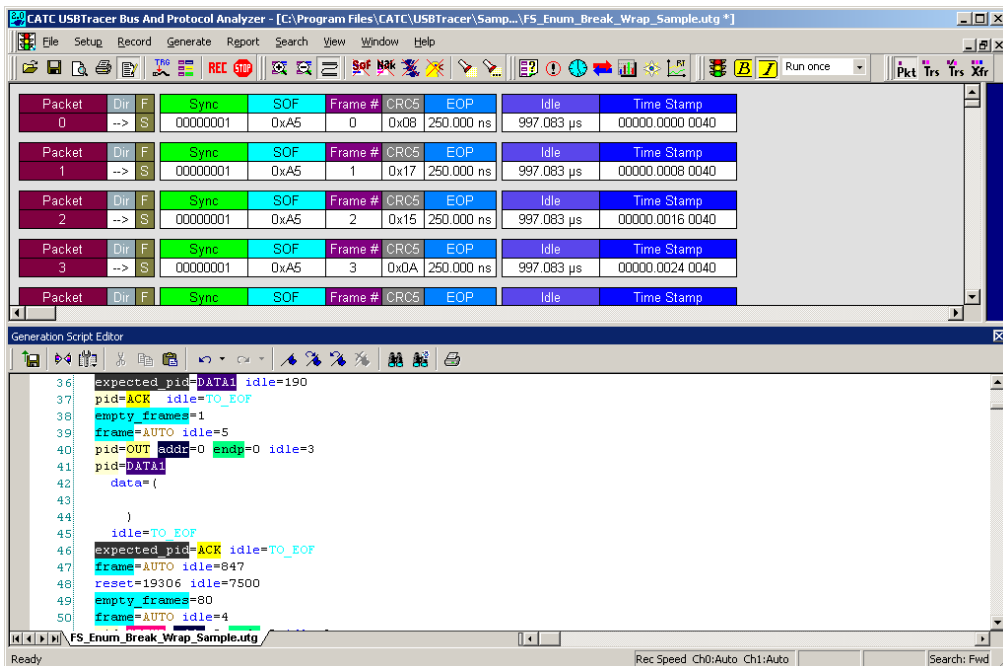 2.0 CATC USBTracer Bus And Protocol Analyzer - [C:\Program Files\CATC\USBTracer\Samp...\FS_Enum_Break_Wrap_Sample.utg *]
File Setup Record Generate Report Search View Window Help
TRG REC STOP SOF Nak RT B I Run once Pkt Trs Trs Xfr
Packet Dir F Sync SOF Frame # CRC5 EOP Idle Time Stamp
0 --> S 00000001 0xA5 0 0x08 250.000 ns 997.083 µs 00000.0000 0040
Packet Dir F Sync SOF Frame # CRC5 EOP Idle Time Stamp
1 --> S 00000001 0xA5 1 0x17 250.000 ns 997.083 µs 00000.0008 0040
Packet Dir F Sync SOF Frame # CRC5 EOP Idle Time Stamp
2 --> S 00000001 0xA5 2 0x15 250.000 ns 997.083 µs 00000.0016 0040
Packet Dir F Sync SOF Frame # CRC5 EOP Idle Time Stamp
3 --> S 00000001 0xA5 3 0x0A 250.000 ns 997.083 µs 00000.0024 0040
Packet Dir F Sync SOF Frame # CRC5 EOP Idle Time Stamp
Generation Script Editor
36 expected_pid=DATA1 idle=190
37 pid=ACK idle=TO_EOF
38 empty_frames=1
39 frame=AUTO idle=5
40 pid=OUT addr=0 endp=0 idle=3
41 pid=DATA1
42 data=(
43
44 )
45 idle=TO_EOF
46 expected_pid=ACK idle=TO_EOF
47 frame=AUTO idle=847
48 reset=19306 idle=7500
49 empty_frames=80
50 frame=AUTO idle=4
FS_Enum_Break_Wrap_Sample.utg
Ready Rec Speed Ch0:Auto Ch1:Auto Search: Fwd